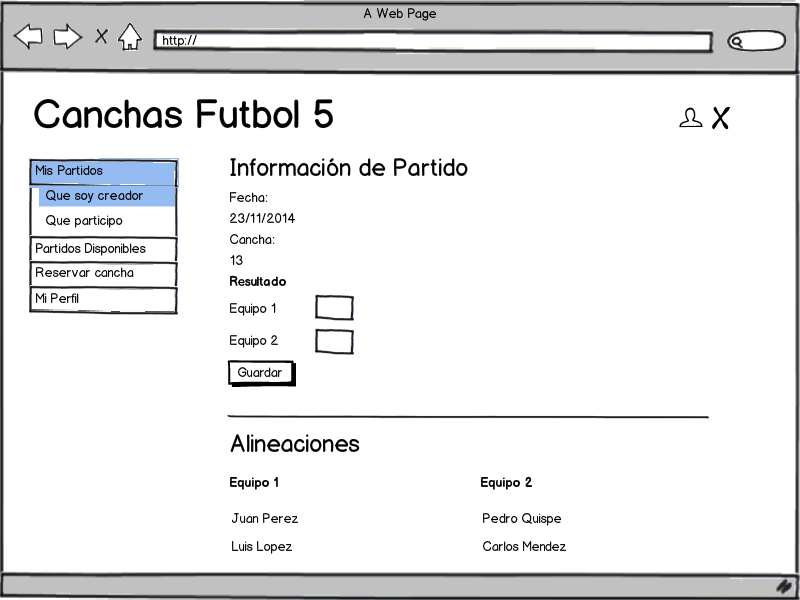 A Web Page
http://
Canchas Futbol 5
Mis Partidos
Que soy creador
Que participo
Partidos Disponibles
Reservar cancha
Mi Perfil
Información de Partido
Fecha:
23/11/2014
Cancha:
13
Resultado
Equipo 1
Equipo 2
Guardar
Alineaciones
Equipo 1 Equipo 2
Juan Perez Pedro Quispe
Luis Lopez Carlos Mendez